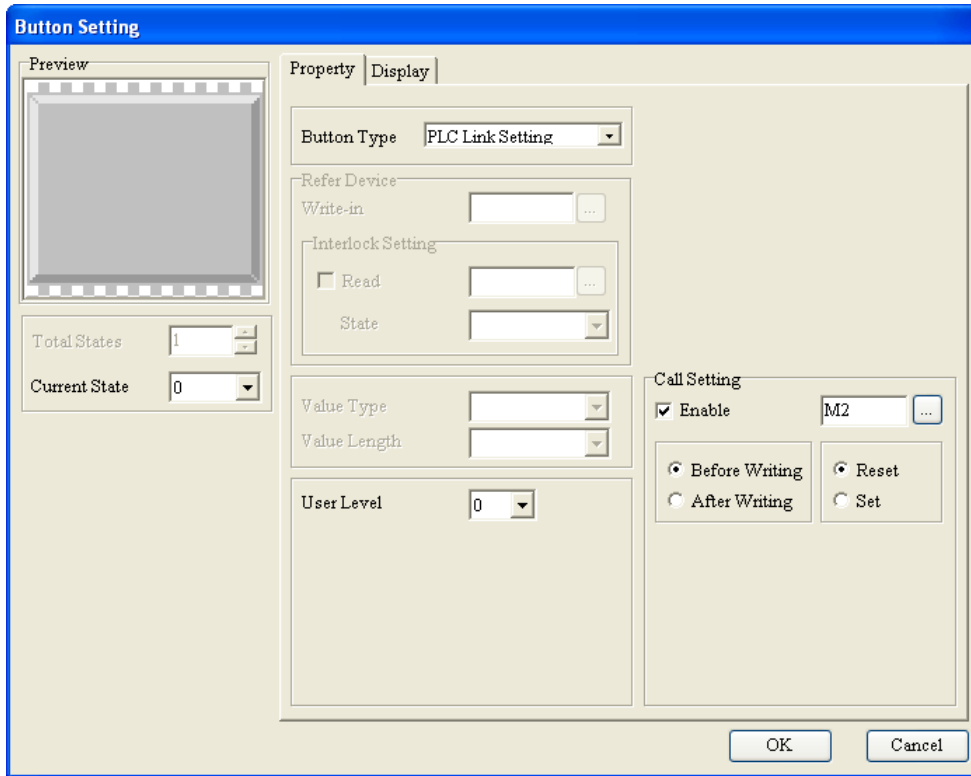 Button Setting
Preview
Property
Display
Button Type PLC Link Setting
Refer Device
Write-in ...
Interlock Setting
Read ...
State
Total States 1
Current State 0
Value Type
Value Length
User Level 0
Call Setting
Enable M2 ...
Before Writing
After Writing
Reset
Set
OK
Cancel